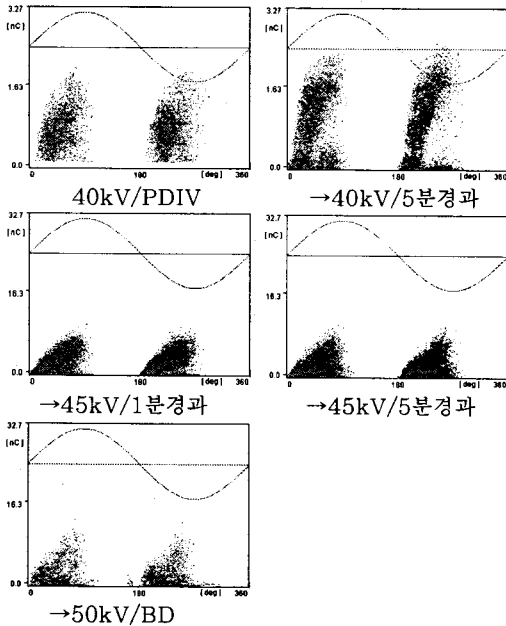 3.27
[nC]
1.63
0.0
0
180
[deg]
360
40kV/PDIV
3.27
[nC]
1.63
0.0
0
180
[deg]
360
→40kV/5분경과
32.7
[nC]
16.3
0.0
0
180
[deg]
360
→45kV/1분경과
32.7
[nC]
16.3
0.0
0
180
[deg]
360
→45kV/5분경과
32.7
[nC]
16.3
0.0
0
180
[deg]
360
→50kV/BD